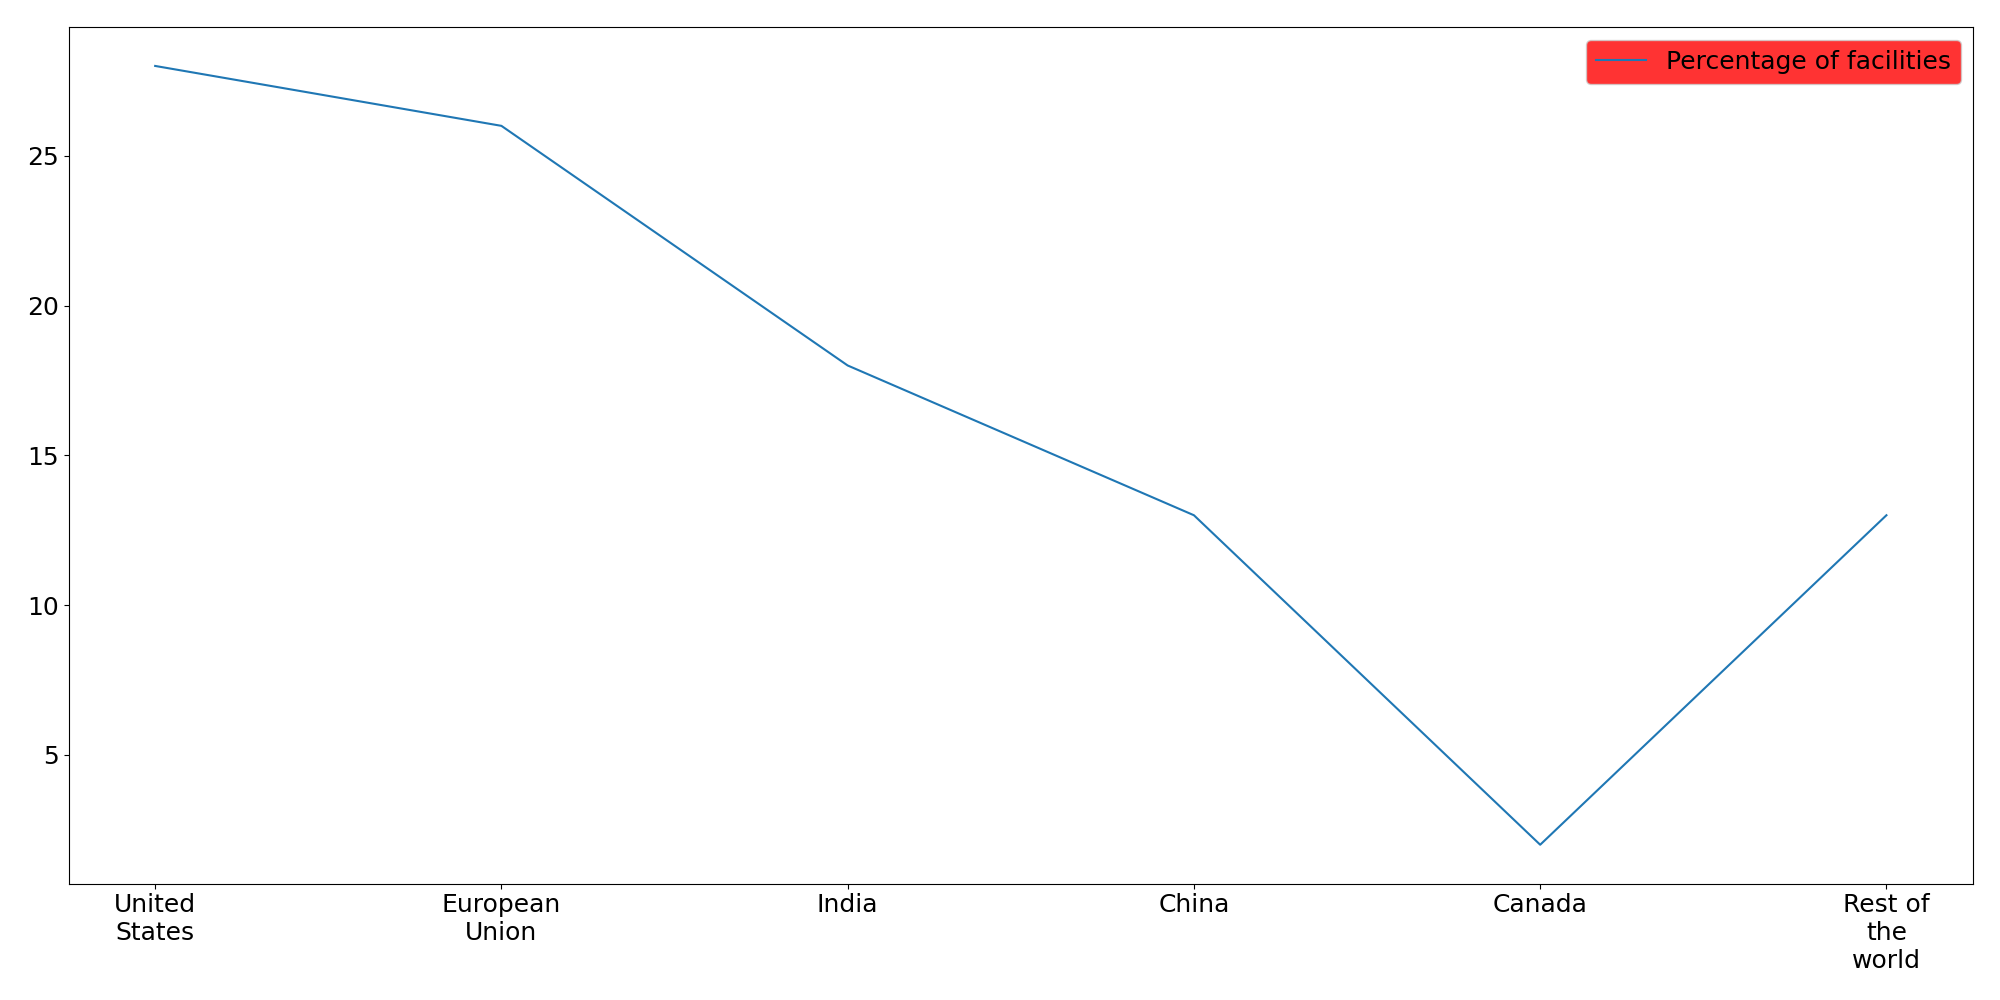 Percentage of facilities
25
20
15
10
5
United
States
European
Union
India
China
Canada
Rest of
the
world